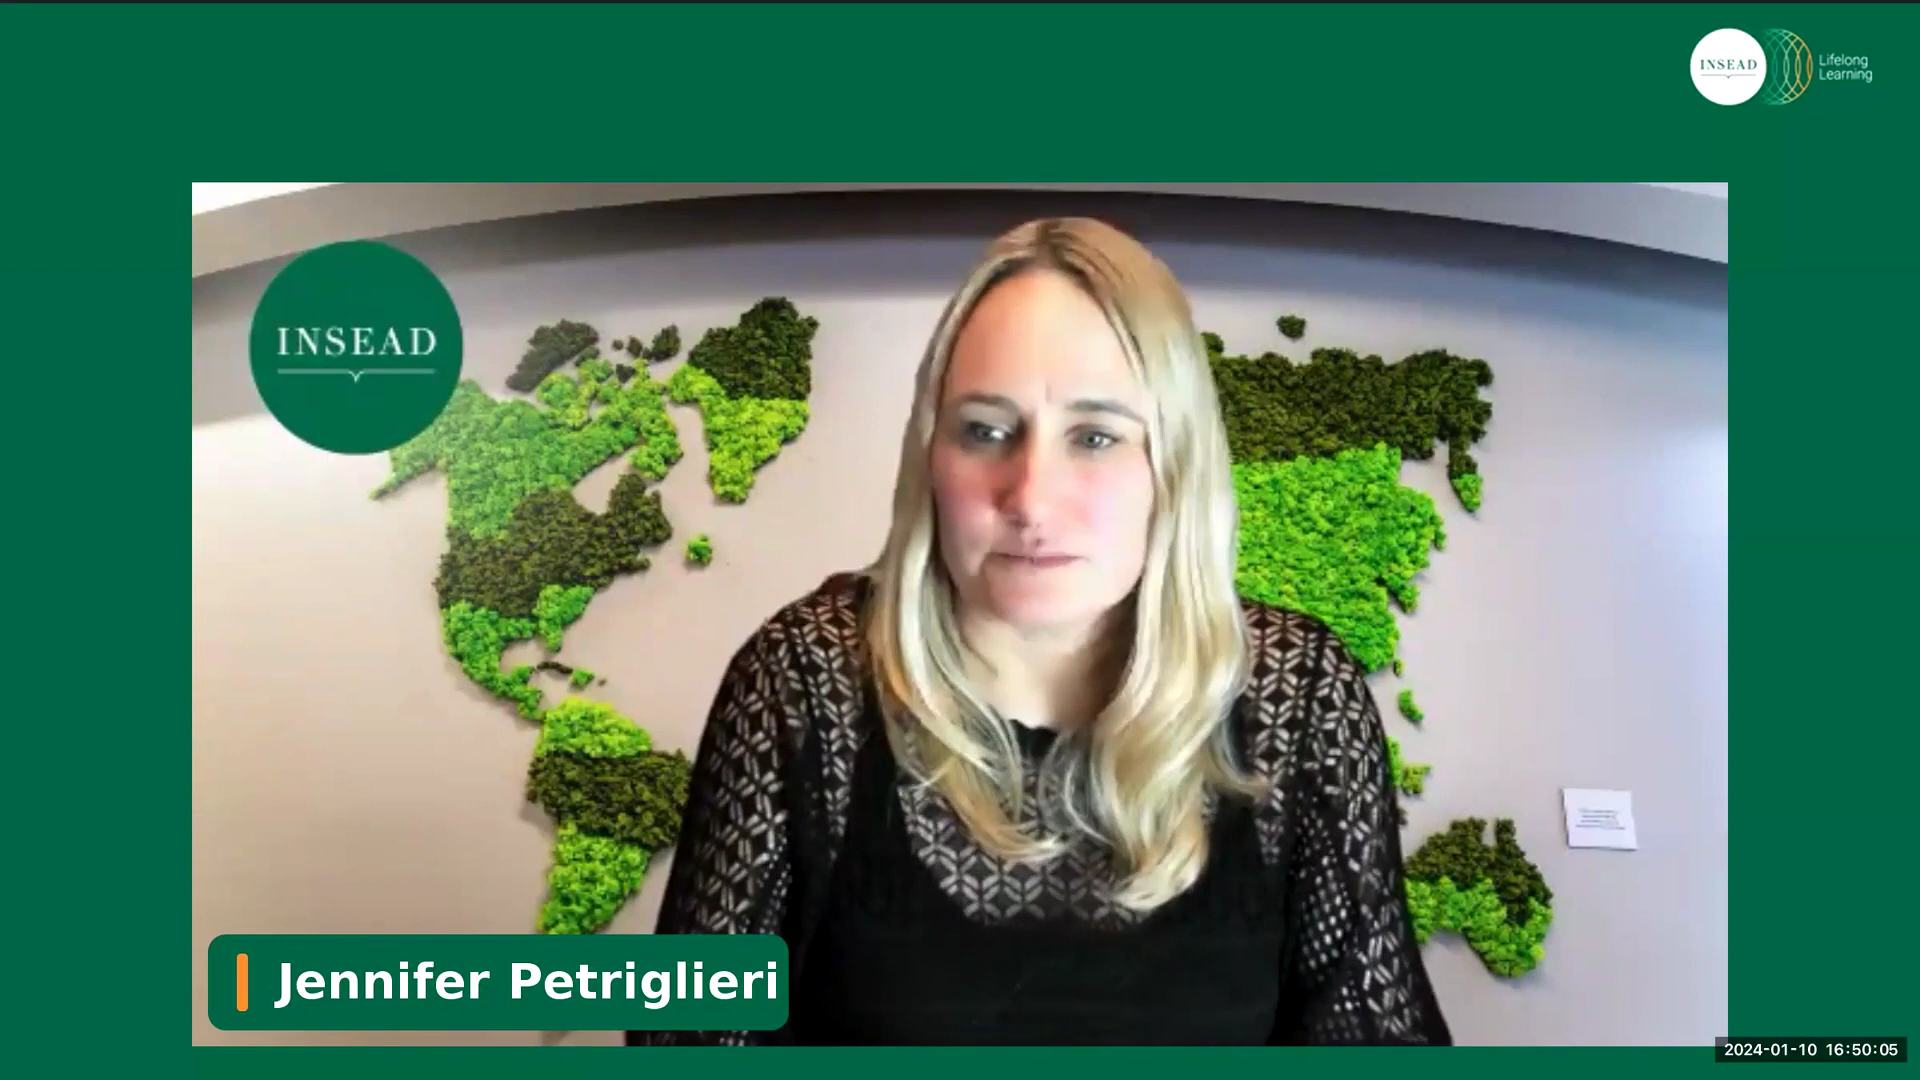 INSEAD
Lifelong
Learning
INSEAD
Jennifer Petriglieri
2024-01-10 16:50:05